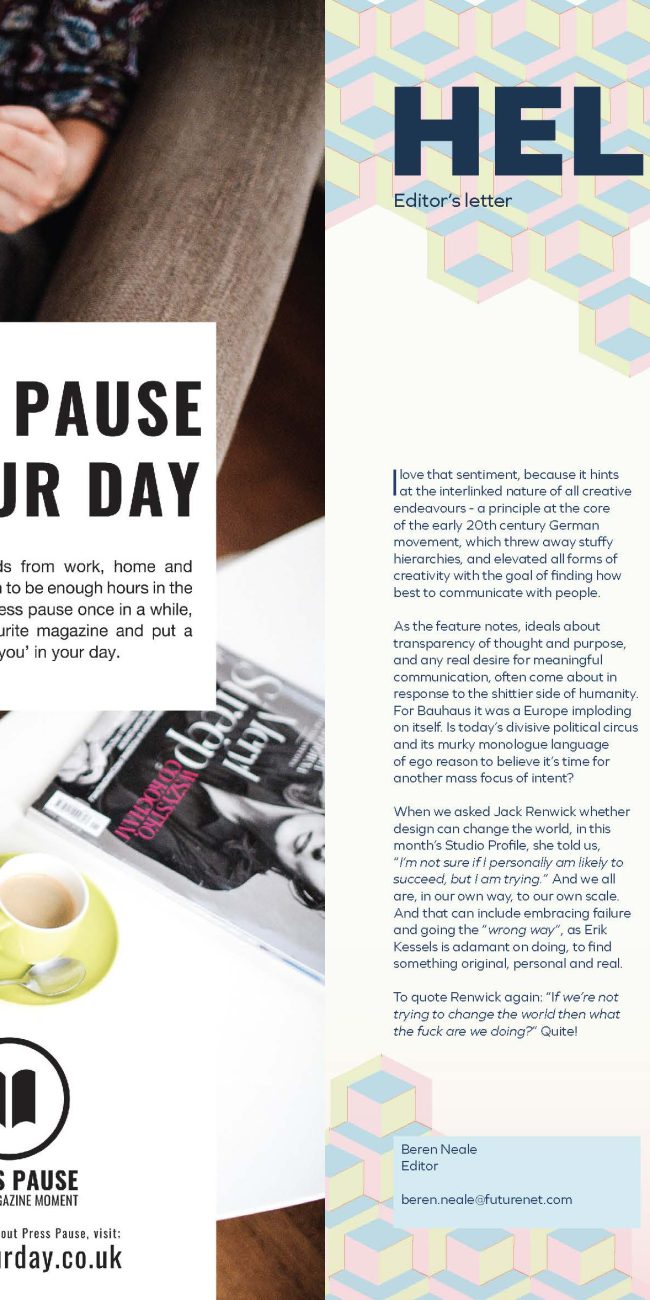 PAUSE
UR DAY
ds from work, home and
n to be enough hours in the
ess pause once in a while,
urite magazine and put a
you’ in your day.
Meryl
Streep
WSZYSTKO
CO KOCHAM
S PAUSE
GAZINE MOMENT
out Press Pause, visit:
rday.co.uk
HEL
Editor’s letter
I love that sentiment, because it hints
at the interlinked nature of all creative
endeavours - a principle at the core
of the early 20th century German
movement, which threw away stuffy
hierarchies, and elevated all forms of
creativity with the goal of finding how
best to communicate with people.
As the feature notes, ideals about
transparency of thought and purpose,
and any real desire for meaningful
communication, often come about in
response to the shittier side of humanity.
For Bauhaus it was a Europe imploding
on itself. Is today’s divisive political circus
and its murky monologue language
of ego reason to believe it’s time for
another mass focus of intent?
When we asked Jack Renwick whether
design can change the world, in this
month’s Studio Profile, she told us,
“I’m not sure if I personally am likely to
succeed, but I am trying.” And we all
are, in our own way, to our own scale.
And that can include embracing failure
and going the “wrong way”, as Erik
Kessels is adamant on doing, to find
something original, personal and real.
To quote Renwick again: “If we’re not
trying to change the world then what
the fuck are we doing?” Quite!
Beren Neale
Editor
beren.neale@futurenet.com